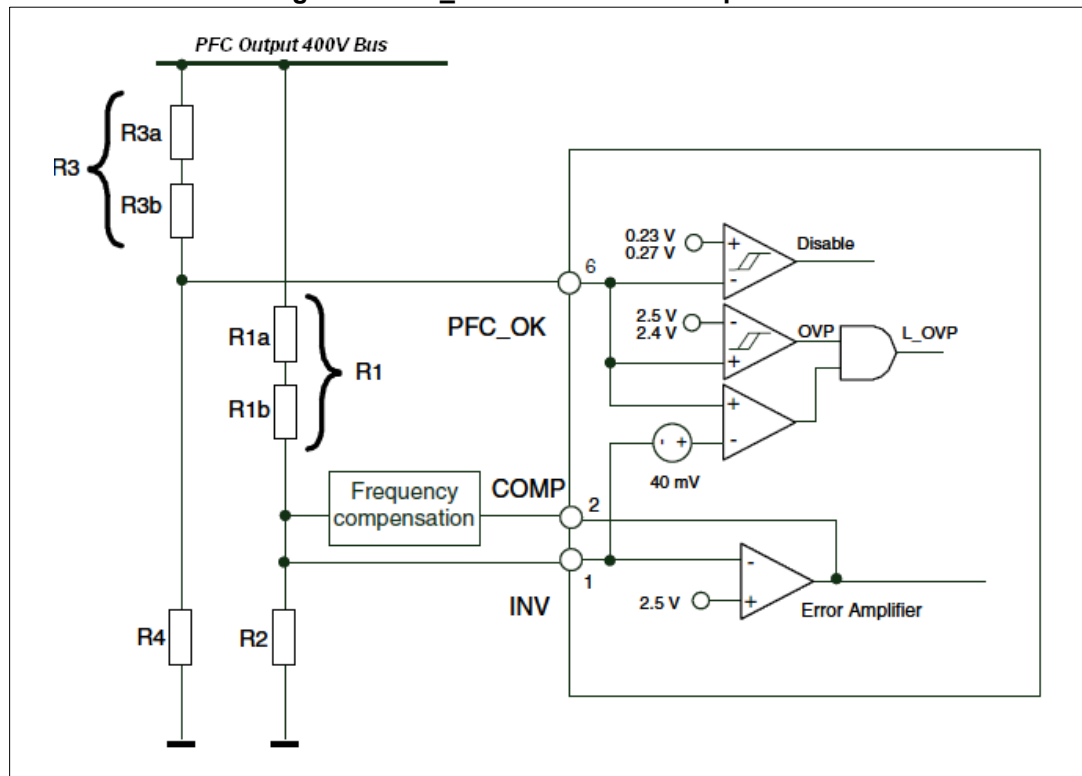 PFC Output 400V Bus
R3a
R3
R3b
0.23 V
0.27 V
+
-
Disable
6
PFC_OK
2.5 V
2.4 V
-
+
OVP
L_OVP
R1a
R1
R1b
+
-
- +
40 mV
Frequency
compensation
COMP
2
1
INV
-
+
2.5 V
Error Amplifier
R4
R2